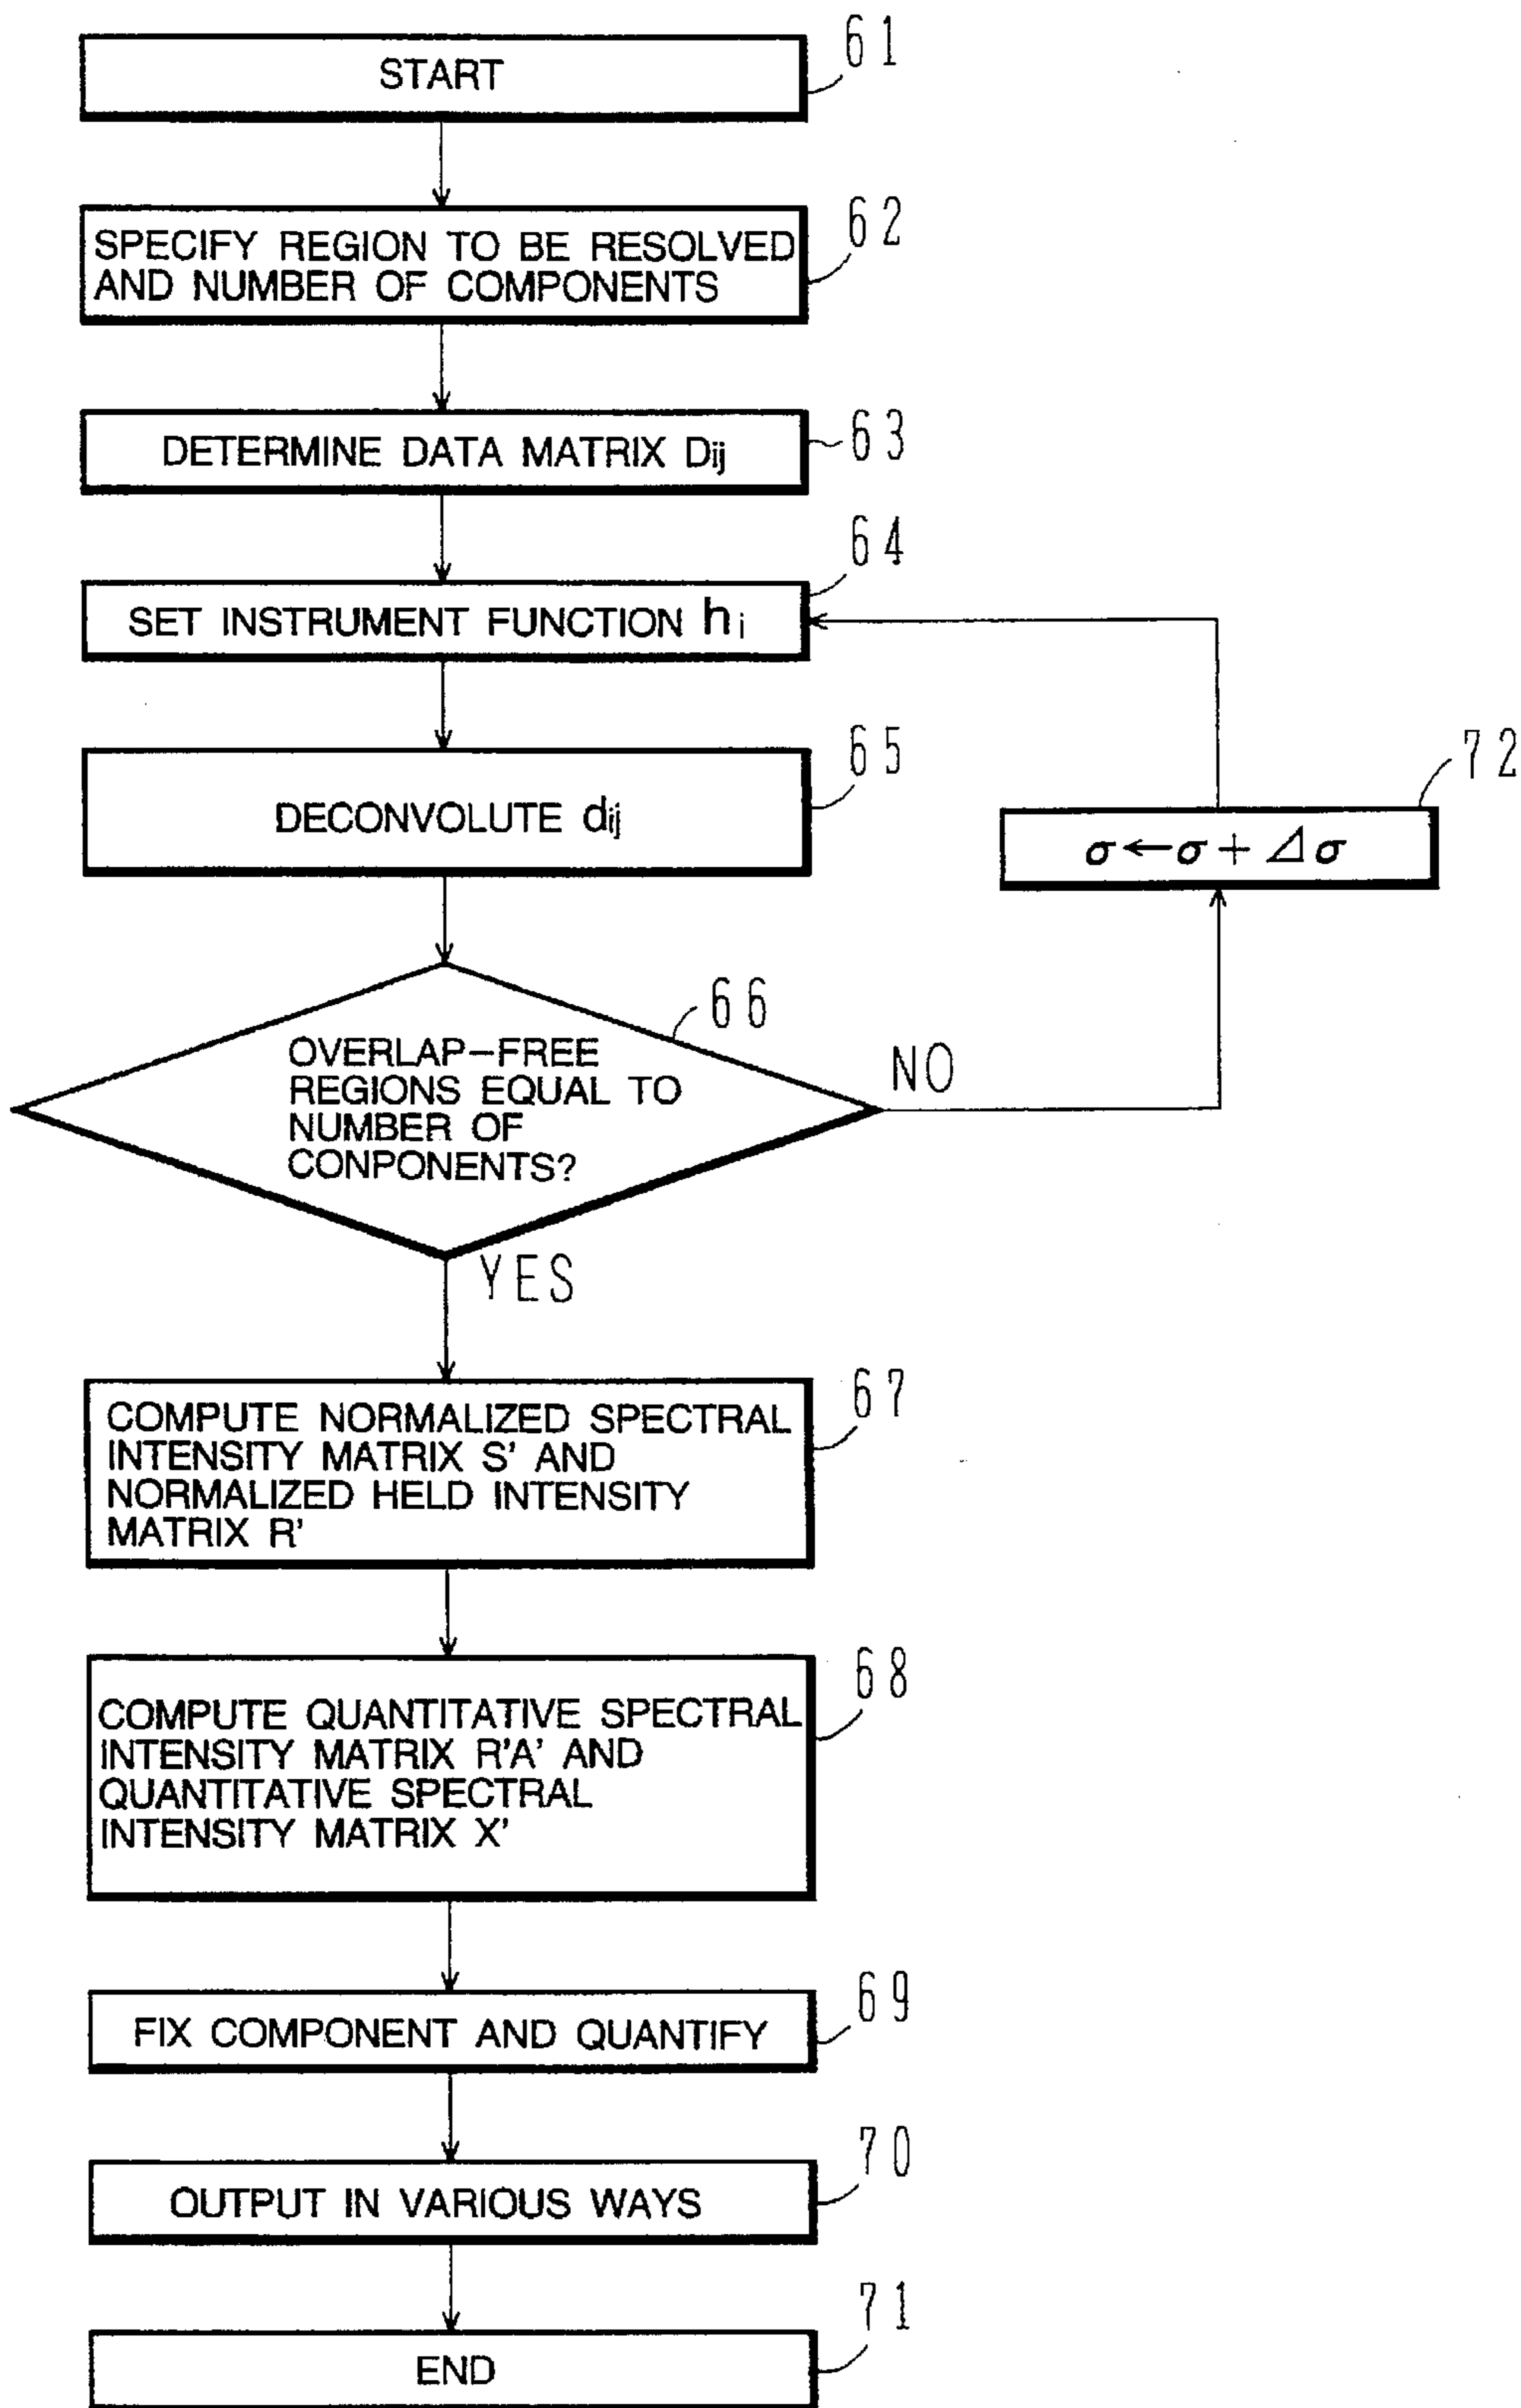 61
START
62
SPECIFY REGION TO BE RESOLVED
AND NUMBER OF COMPONENTS
63
DETERMINE DATA MATRIX Dij
64
SET INSTRUMENT FUNCTION hi
65
DECONVOLUTE dij
72
σ←σ+Δσ
66
OVERLAP-FREE
REGIONS EQUAL TO
NUMBER OF
CONPONENTS?
NO
YES
67
COMPUTE NORMALIZED SPECTRAL
INTENSITY MATRIX S' AND
NORMALIZED HELD INTENSITY
MATRIX R'
68
COMPUTE QUANTITATIVE SPECTRAL
INTENSITY MATRIX R'A' AND
QUANTITATIVE SPECTRAL
INTENSITY MATRIX X'
69
FIX COMPONENT AND QUANTIFY
70
OUTPUT IN VARIOUS WAYS
71
END